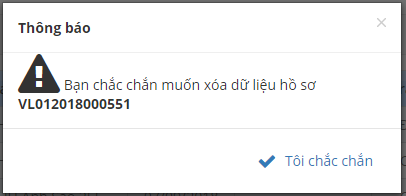 Thông báo
Bạn chắc chắn muốn xóa dữ liệu hồ sơ
VL012018000551
Tôi chắc chắn